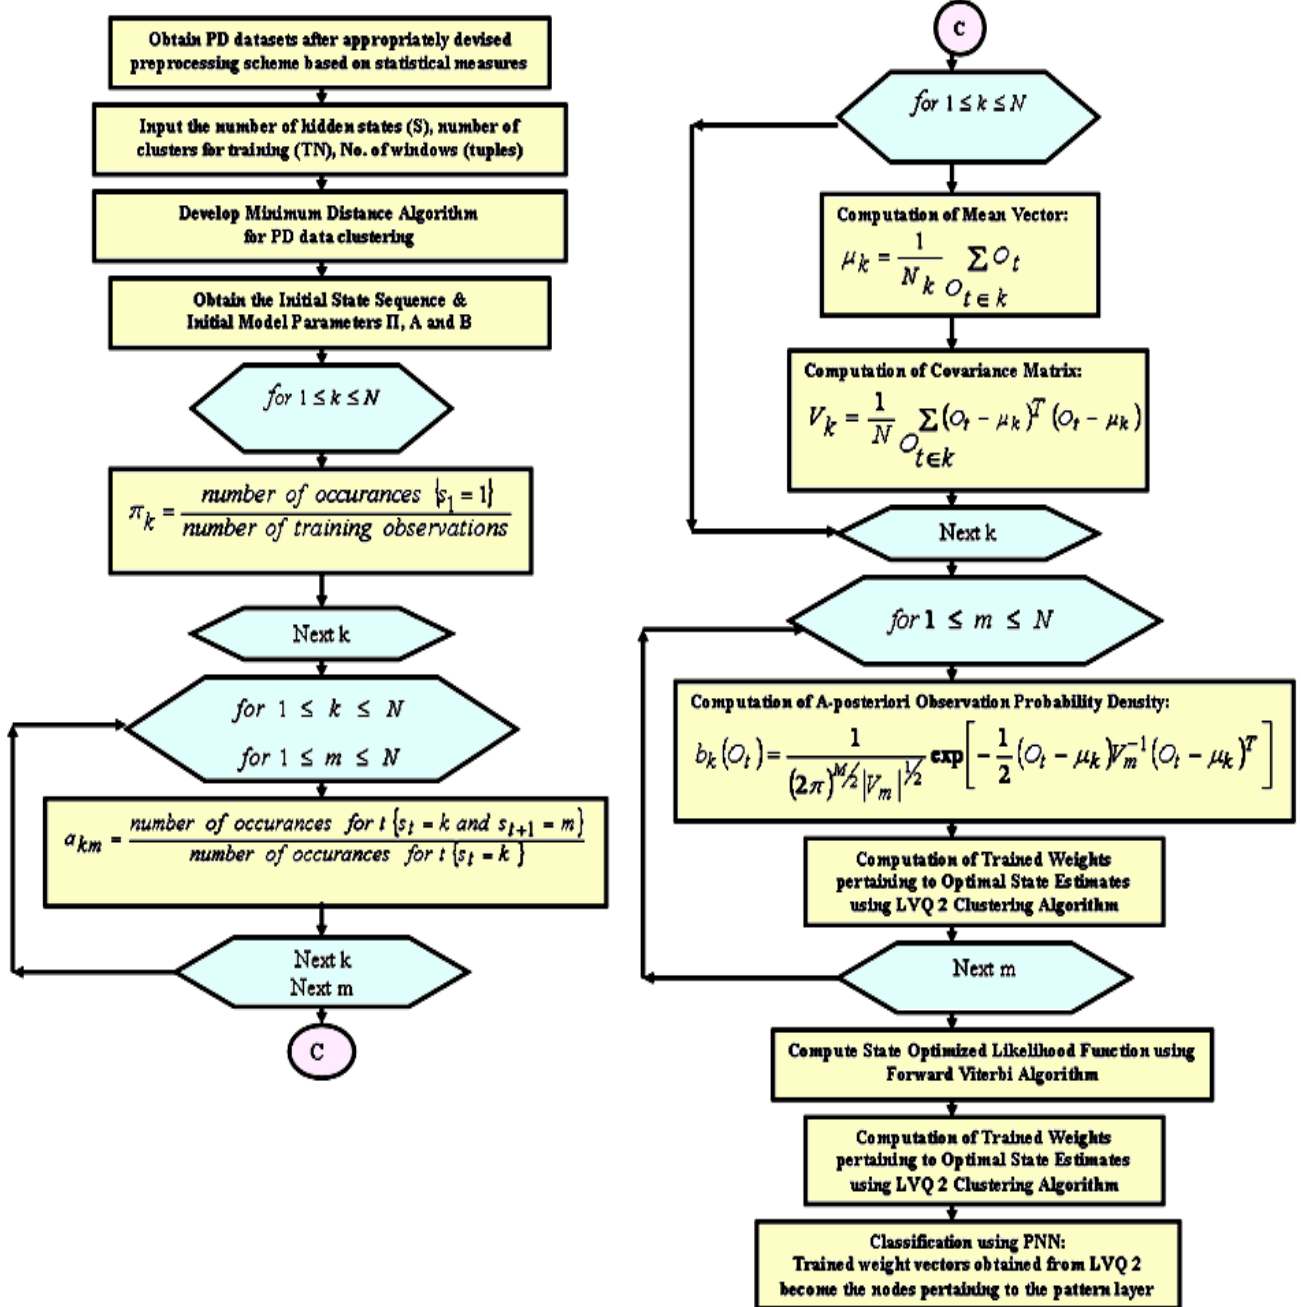 Obtain PD datasets after appropriately devised
preprocessing scheme based on statistical measures
Input the number of hidden states (S), number of
clusters for training (TN), No. of windows (tuples)
Develop Minimum Distance Algorithm
for PD data clustering
Obtain the Initial State Sequence &
Initial Model Parameters Π, A and B
for 1 ≤ k ≤ N
π_k = number of occurances {s_1 = 1} / number of training observations
Next k
for 1 ≤ k ≤ N
for 1 ≤ m ≤ N
a_km = number of occurances for t {s_t = k and s_{t+1} = m} / number of occurances for t {s_t = k}
Next k
Next m
C
C
for 1 ≤ k ≤ N
Computation of Mean Vector:
μ_k = 1/N_k Σ_{O_t ∈ k} O_t
Computation of Covariance Matrix:
V_k = 1/N Σ_{O_t∈k} (O_t - μ_k)^T (O_t - μ_k)
Next k
for 1 ≤ m ≤ N
Computation of A-posteriori Observation Probability Density:
b_k(O_t) = 1 / ((2π)^{M/2} |V_m|^{1/2}) exp[-1/2 (O_t - μ_k) V_m^{-1} (O_t - μ_k)^T]
Computation of Trained Weights
pertaining to Optimal State Estimates
using LVQ 2 Clustering Algorithm
Next m
Compute State Optimized Likelihood Function using
Forward Viterbi Algorithm
Computation of Trained Weights
pertaining to Optimal State Estimates
using LVQ 2 Clustering Algorithm
Classification using PNN:
Trained weight vectors obtained from LVQ 2
become the nodes pertaining to the pattern layer